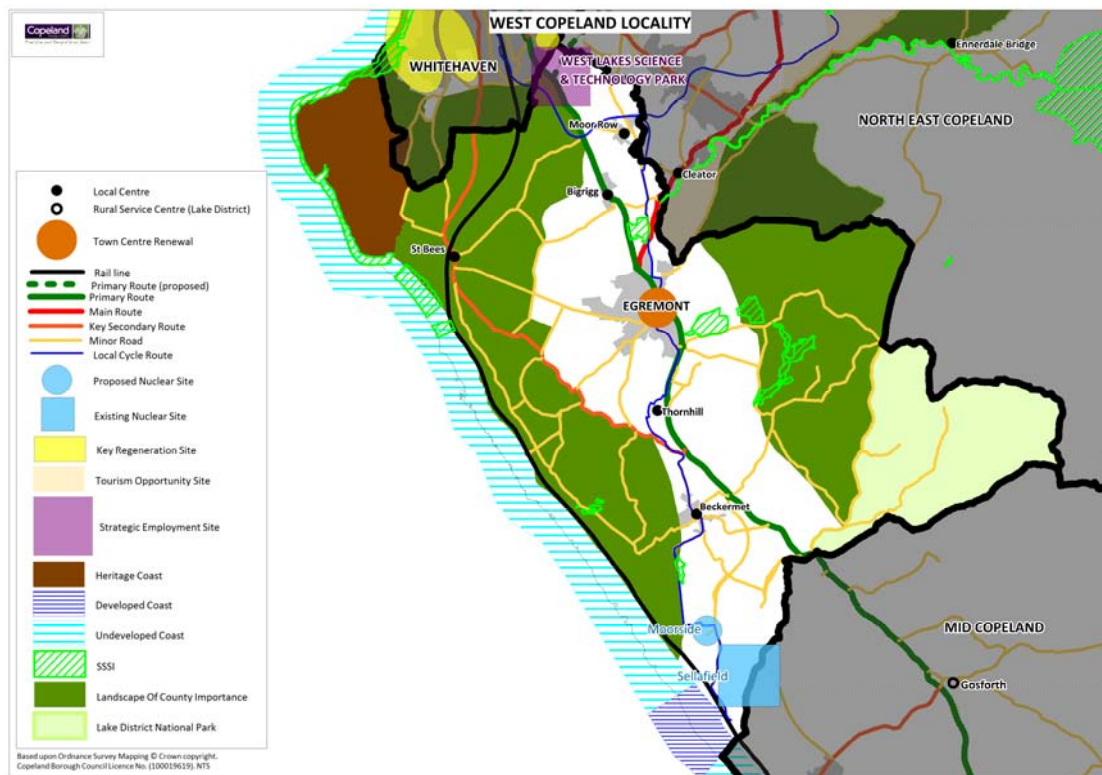 Copeland
WEST COPELAND LOCALITY
WHITEHAVEN
WEST LAKES SCIENCE
& TECHNOLOGY PARK
Ennerdale Bridge
NORTH EAST COPELAND
Moor Row
Cleator
Bigrigg
St Bees
EGREMONT
Thornhill
Beckermet
Moorside
Sellafield
MID COPELAND
Gosforth
Local Centre
Rural Service Centre (Lake District)
Town Centre Renewal
Rail line
Primary Route (proposed)
Primary Route
Main Route
Key Secondary Route
Minor Road
Local Cycle Route
Proposed Nuclear Site
Existing Nuclear Site
Key Regeneration Site
Tourism Opportunity Site
Strategic Employment Site
Heritage Coast
Developed Coast
Undeveloped Coast
SSSI
Landscape Of County Importance
Lake District National Park
Based upon Ordnance Survey Mapping © Crown copyright.
Copeland Borough Council Licence No. (100019619). NTS